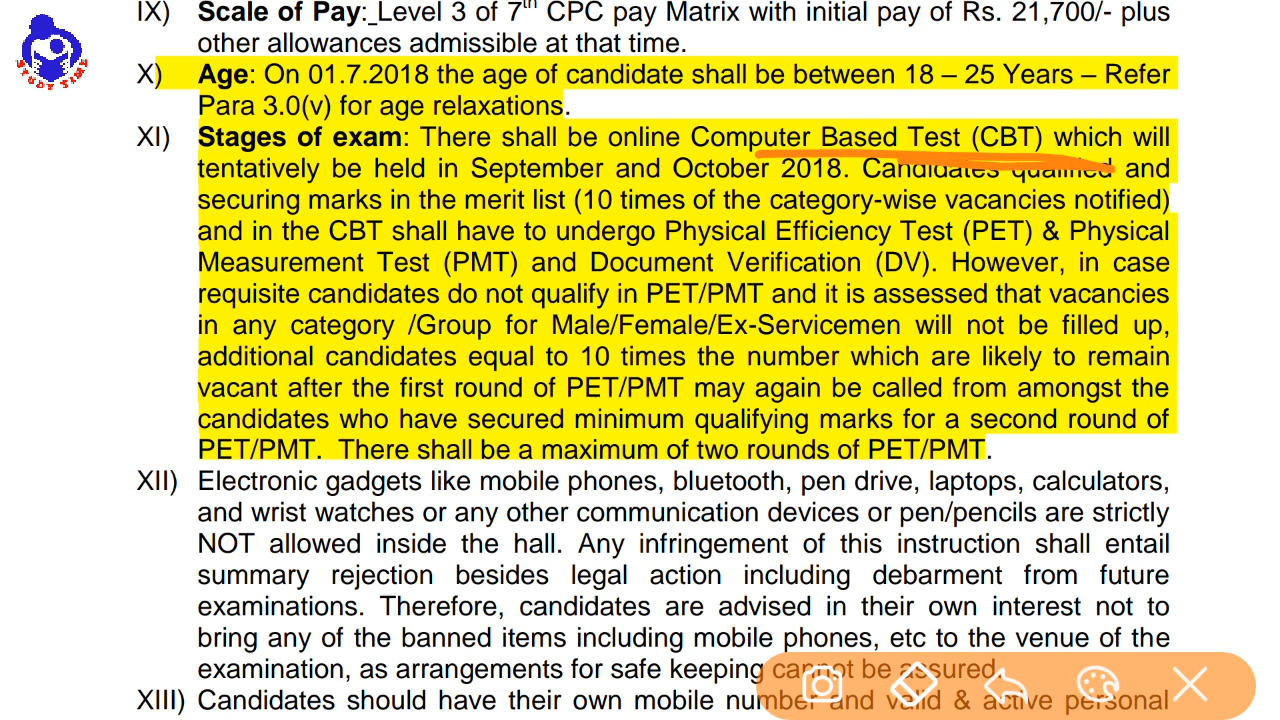 IX) Scale of Pay: Level 3 of 7th CPC pay Matrix with initial pay of Rs. 21,700/- plus
other allowances admissible at that time.
X) Age: On 01.7.2018 the age of candidate shall be between 18 – 25 Years – Refer
Para 3.0(v) for age relaxations.
XI) Stages of exam: There shall be online Computer Based Test (CBT) which will
tentatively be held in September and October 2018. Candidates qualified and
securing marks in the merit list (10 times of the category-wise vacancies notified)
and in the CBT shall have to undergo Physical Efficiency Test (PET) & Physical
Measurement Test (PMT) and Document Verification (DV). However, in case
requisite candidates do not qualify in PET/PMT and it is assessed that vacancies
in any category /Group for Male/Female/Ex-Servicemen will not be filled up,
additional candidates equal to 10 times the number which are likely to remain
vacant after the first round of PET/PMT may again be called from amongst the
candidates who have secured minimum qualifying marks for a second round of
PET/PMT. There shall be a maximum of two rounds of PET/PMT.
XII) Electronic gadgets like mobile phones, bluetooth, pen drive, laptops, calculators,
and wrist watches or any other communication devices or pen/pencils are strictly
NOT allowed inside the hall. Any infringement of this instruction shall entail
summary rejection besides legal action including debarment from future
examinations. Therefore, candidates are advised in their own interest not to
bring any of the banned items including mobile phones, etc to the venue of the
examination, as arrangements for safe keeping cannot be assured.
XIII) Candidates should have their own mobile number and valid & active personal
STUDY TIME